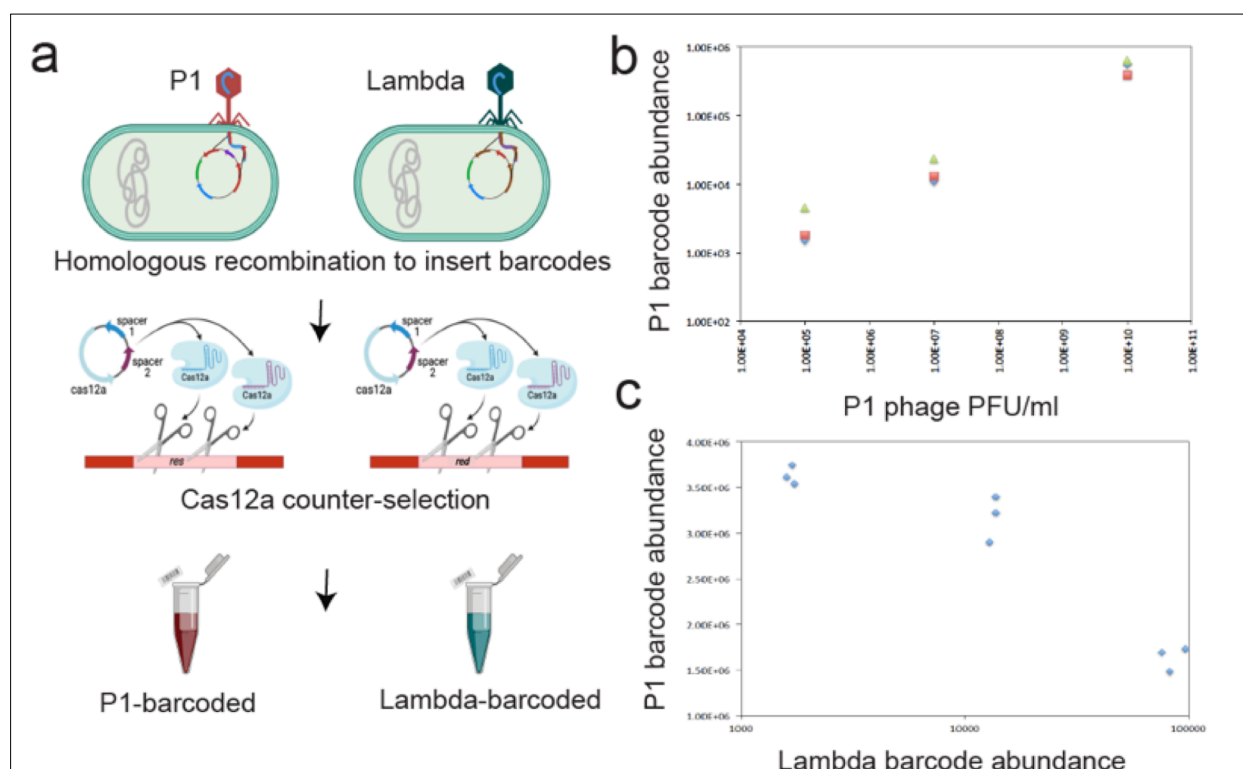 a
P1
Lambda
Homologous recombination to insert barcodes
spacer
1
spacer
2
cas12a
Cas12a
Cas12a
res
spacer
1
spacer
2
cas12a
Cas12a
Cas12a
red
Cas12a counter-selection
P1-barcoded
Lambda-barcoded
b
P1 barcode abundance
1.00E+06
1.00E+05
1.00E+04
1.00E+03
1.00E+02
1.00E+04
1.00E+05
1.00E+06
1.00E+07
1.00E+08
1.00E+09
1.00E+10
1.00E+11
P1 phage PFU/ml
c
P1 barcode abundance
4.00E+06
3.50E+06
3.00E+06
2.50E+06
2.00E+06
1.50E+06
1.00E+06
1000
10000
100000
Lambda barcode abundance